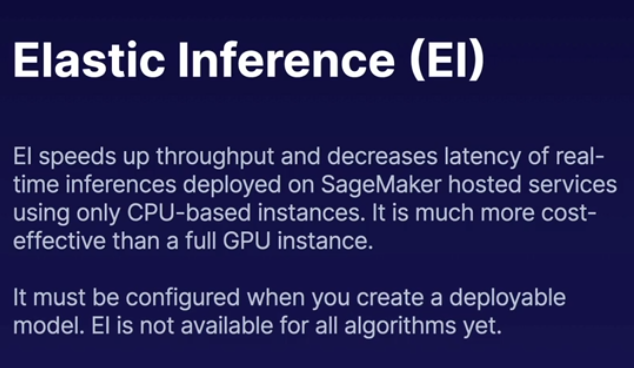 Elastic Inference (EI)
EI speeds up throughput and decreases latency of real-
time inferences deployed on SageMaker hosted services
using only CPU-based instances. It is much more cost-
effective than a full GPU instance.
It must be configured when you create a deployable
model. EI is not available for all algorithms yet.